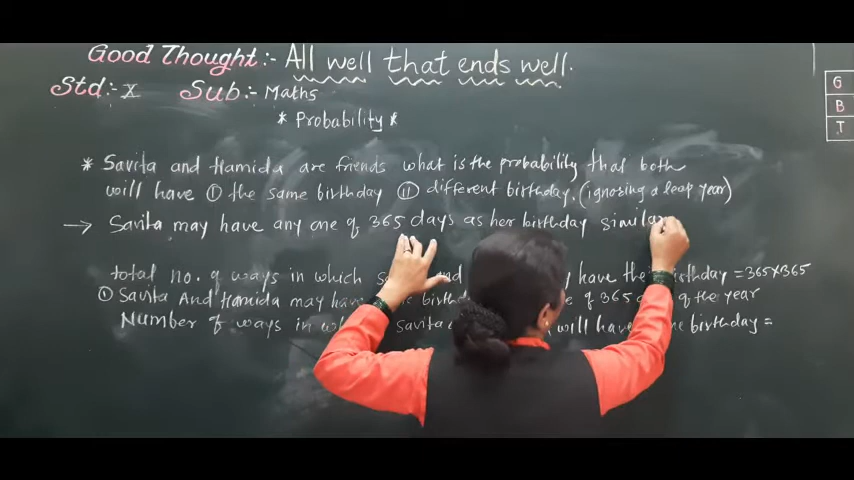 Good Thought:- All well that ends well.
Std:- X Sub:- Maths
* Probability *
G
B
T
* Savita and Hamida are friends what is the probability that both
will have ① the same birthday ② different birthday. (ignoring a leap year)
→ Savita may have any one of 365 days as her birthday similar
total no. of ways in which have birthday = 365×365
① Savita And Hamida may have of 365 of the year
Number of ways in Savita will have birthday =